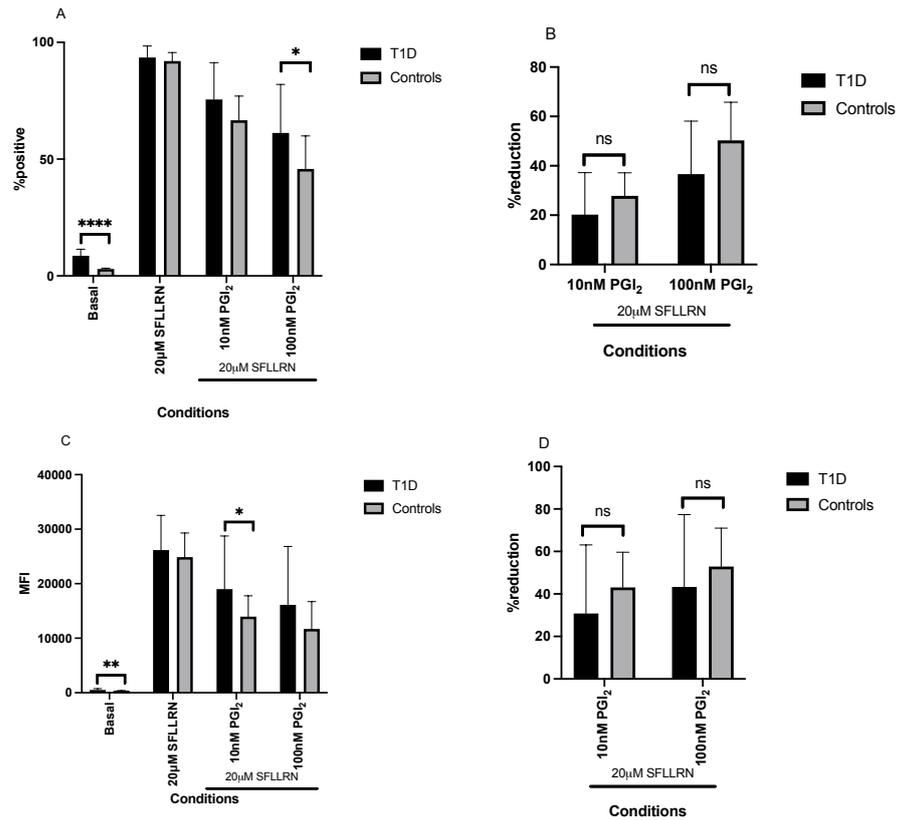 A
100
50
0
%positive
****
*
T1D
Controls
Basal
20µM SFLLRN
10nM PGI₂
100nM PGI₂
20µM SFLLRN
Conditions
B
80
60
40
20
0
%reduction
ns
ns
T1D
Controls
10nM PGI₂
100nM PGI₂
20µM SFLLRN
Conditions
C
40000
30000
20000
10000
0
MFI
**
*
T1D
Controls
Basal
20µM SFLLRN
10nM PGI₂
100nM PGI₂
20µM SFLLRN
Conditions
D
100
80
60
40
20
0
%reduction
ns
ns
T1D
Controls
10nM PGI₂
100nM PGI₂
20µM SFLLRN
Conditions